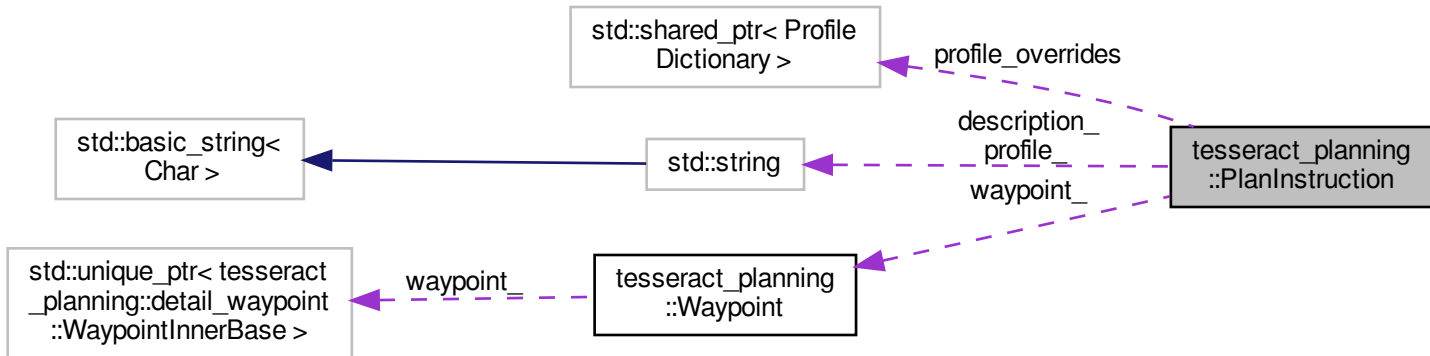 std::shared_ptr< Profile
Dictionary >
profile_overrides
std::basic_string<
Char >
std::string
description_
profile_
tesseract_planning
::PlanInstruction
waypoint_
std::unique_ptr< tesseract
_planning::detail_waypoint
::WaypointInnerBase >
waypoint_
tesseract_planning
::Waypoint